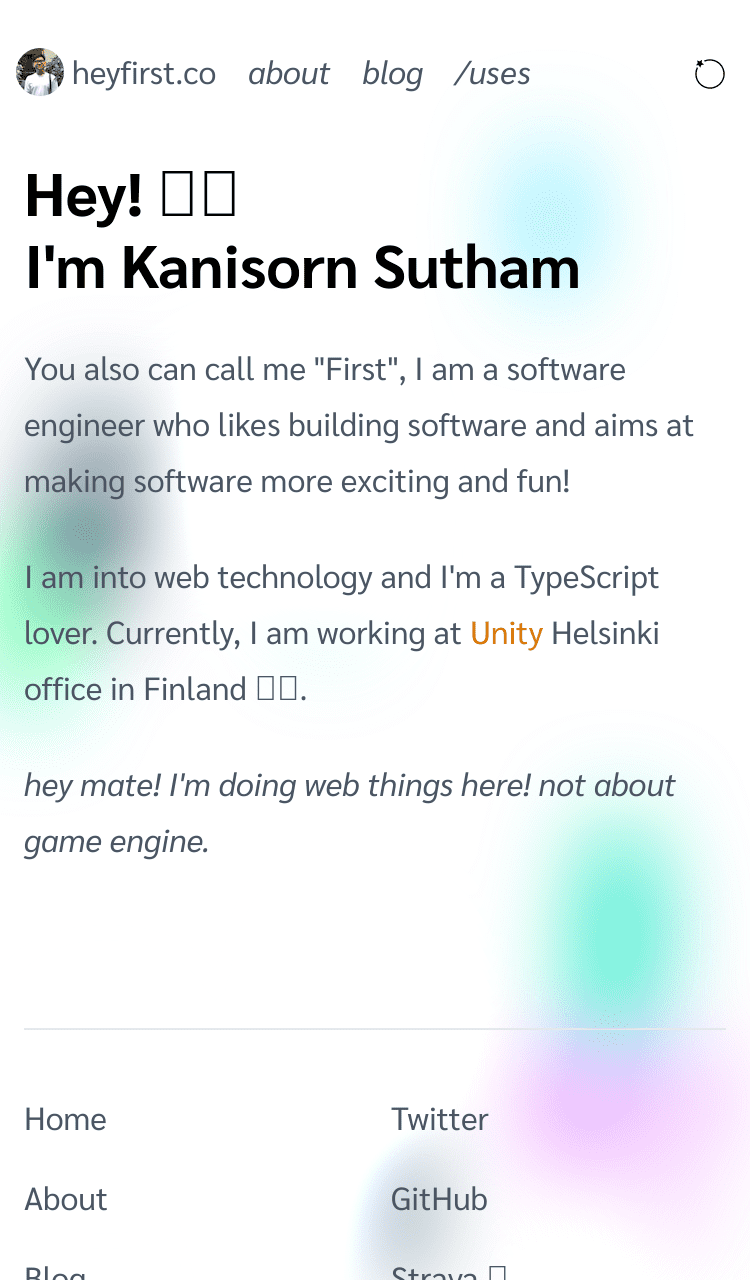 heyfirst.co about blog /uses
Hey! 
I'm Kanisorn Sutham
You also can call me "First", I am a software
engineer who likes building software and aims at
making software more exciting and fun!
I am into web technology and I'm a TypeScript
lover. Currently, I am working at Unity Helsinki
office in Finland .
hey mate! I'm doing web things here! not about
game engine.
Home
Twitter
About
GitHub
Blog
Strava